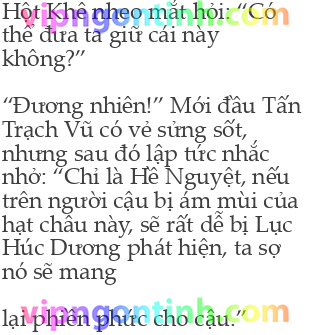 Hột Khê nheo mắt hỏi: “Có
thể đưa ta giữ cái này
không?”

“Đương nhiên!” Mới đầu Tấn
Trạch Vũ có vẻ sửng sốt,
nhưng sau đó lập tức nhắc
nhở: “Chỉ là Hề Nguyệt, nếu
trên người cậu bị ám mùi của
hạt châu này, sẽ rất dễ bị Lục
Húc Dương phát hiện, ta sợ
nó sẽ mang

lại phiền phức cho cậu.”
vipngontinh.com
vipngontinh.com